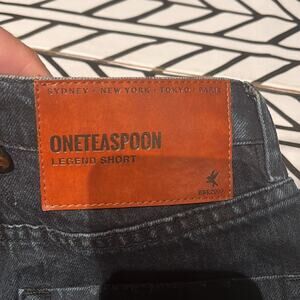 SYDNEY • NEW YORK • TOKYO • PARIS
ONETEASPOON
LEGEND SHORT